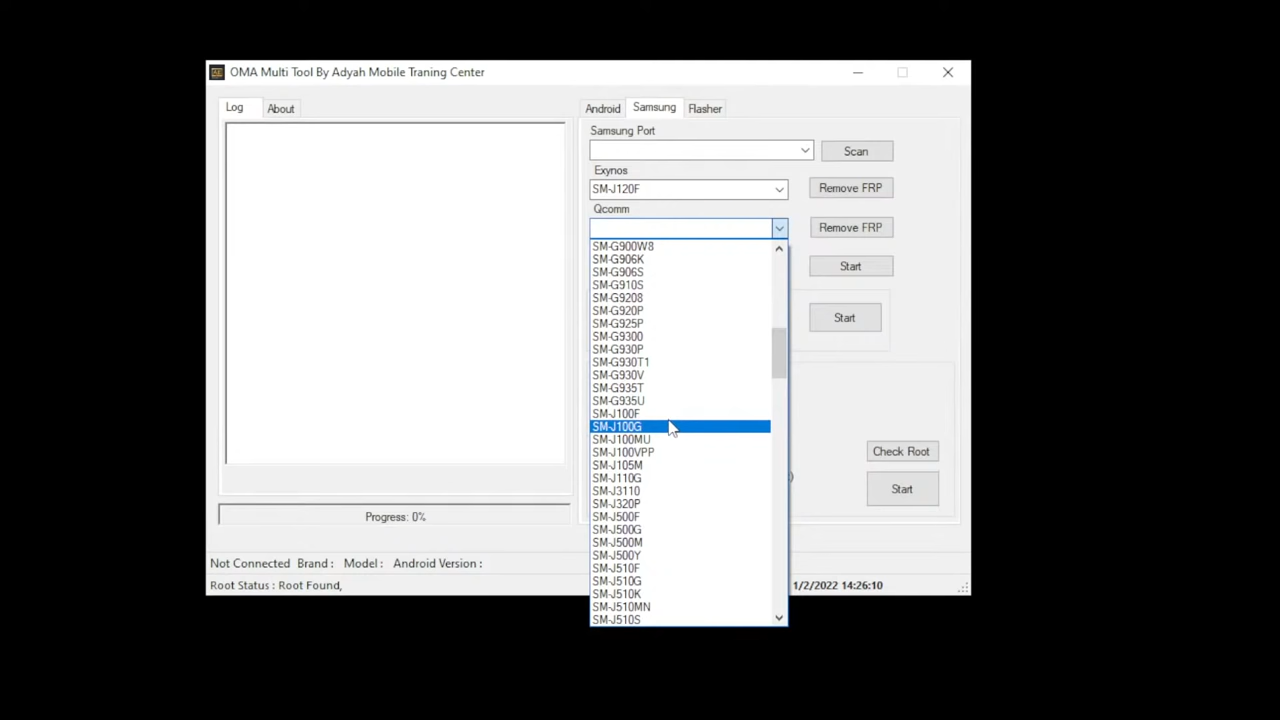 OMA Multi Tool By Adyah Mobile Traning Center
Log
About
Android
Samsung
Flasher
Samsung Port
Scan
Exynos
SM-J120F
Remove FRP
Qcomm
Remove FRP
Start
Start
SM-G900W8
SM-G906K
SM-G906S
SM-G910S
SM-G9208
SM-G920P
SM-G925P
SM-G9300
SM-G930P
SM-G930T1
SM-G930V
SM-G935T
SM-G935U
SM-J100F
SM-J100G
SM-J100MU
SM-J100VPP
SM-J105M
SM-J110G
SM-J3110
SM-J320P
SM-J500F
SM-J500G
SM-J500M
SM-J500Y
SM-J510F
SM-J510G
SM-J510K
SM-J510MN
SM-J510S
Check Root
Start
Progress: 0%
Not Connected Brand : Model : Android Version :
Root Status : Root Found,
1/2/2022 14:26:10